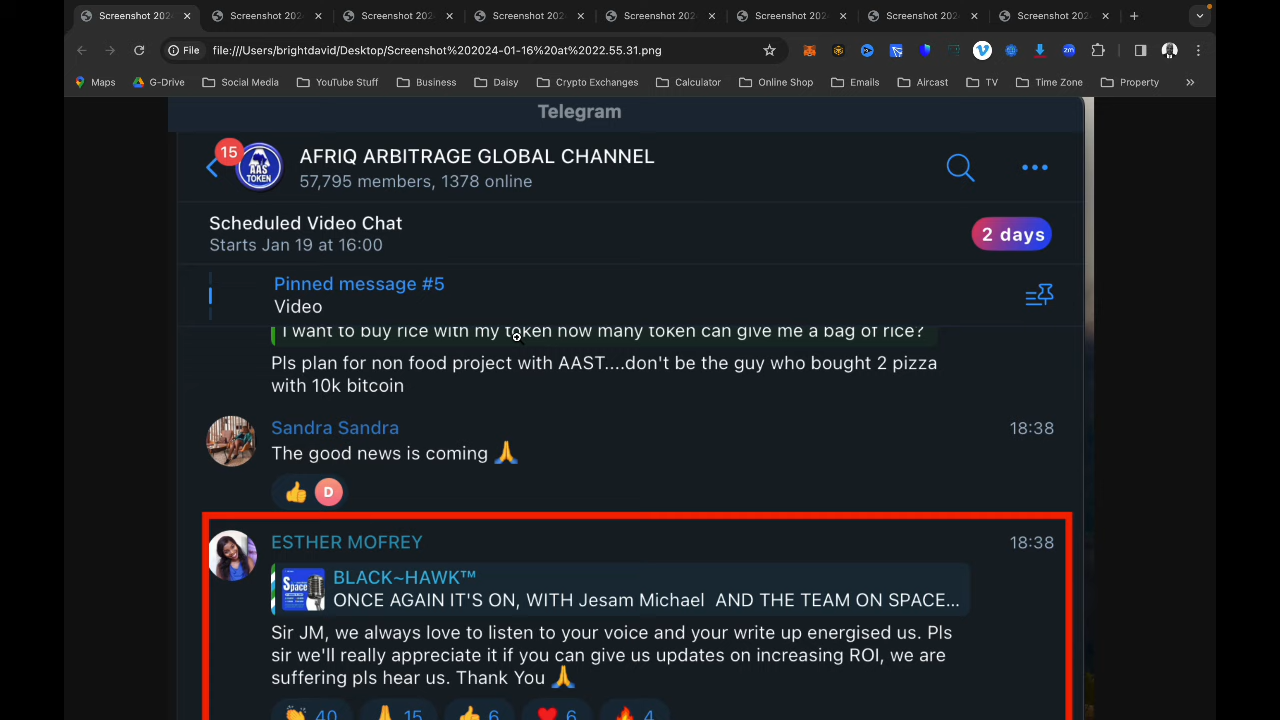 Screenshot 202
Screenshot 202
Screenshot 202
Screenshot 202
Screenshot 202
Screenshot 202
Screenshot 202
Screenshot 202
File file:///Users/brightdavid/Desktop/Screenshot%202024-01-16%20at%2022.55.31.png
Maps G-Drive Social Media YouTube Stuff Business Daisy Crypto Exchanges Calculator Online Shop Emails Aircast TV Time Zone Property »
Telegram
15
AAS TOKEN
AFRIQ ARBITRAGE GLOBAL CHANNEL
57,795 members, 1378 online
Scheduled Video Chat
Starts Jan 19 at 16:00
2 days
Pinned message #5
Video
I want to buy rice with my token how many token can give me a bag of rice?
Pls plan for non food project with AAST....don't be the guy who bought 2 pizza
with 10k bitcoin
Sandra Sandra 18:38
The good news is coming 🙏
👍 D
ESTHER MOFREY 18:38
Space
BLACK~HAWK™
ONCE AGAIN IT'S ON, WITH Jesam Michael AND THE TEAM ON SPACE...
Sir JM, we always love to listen to your voice and your write up energised us. Pls
sir we'll really appreciate it if you can give us updates on increasing ROI, we are
suffering pls hear us. Thank You 🙏
👏 40 🙏 15 👍 6 ❤️ 6 🔥 4